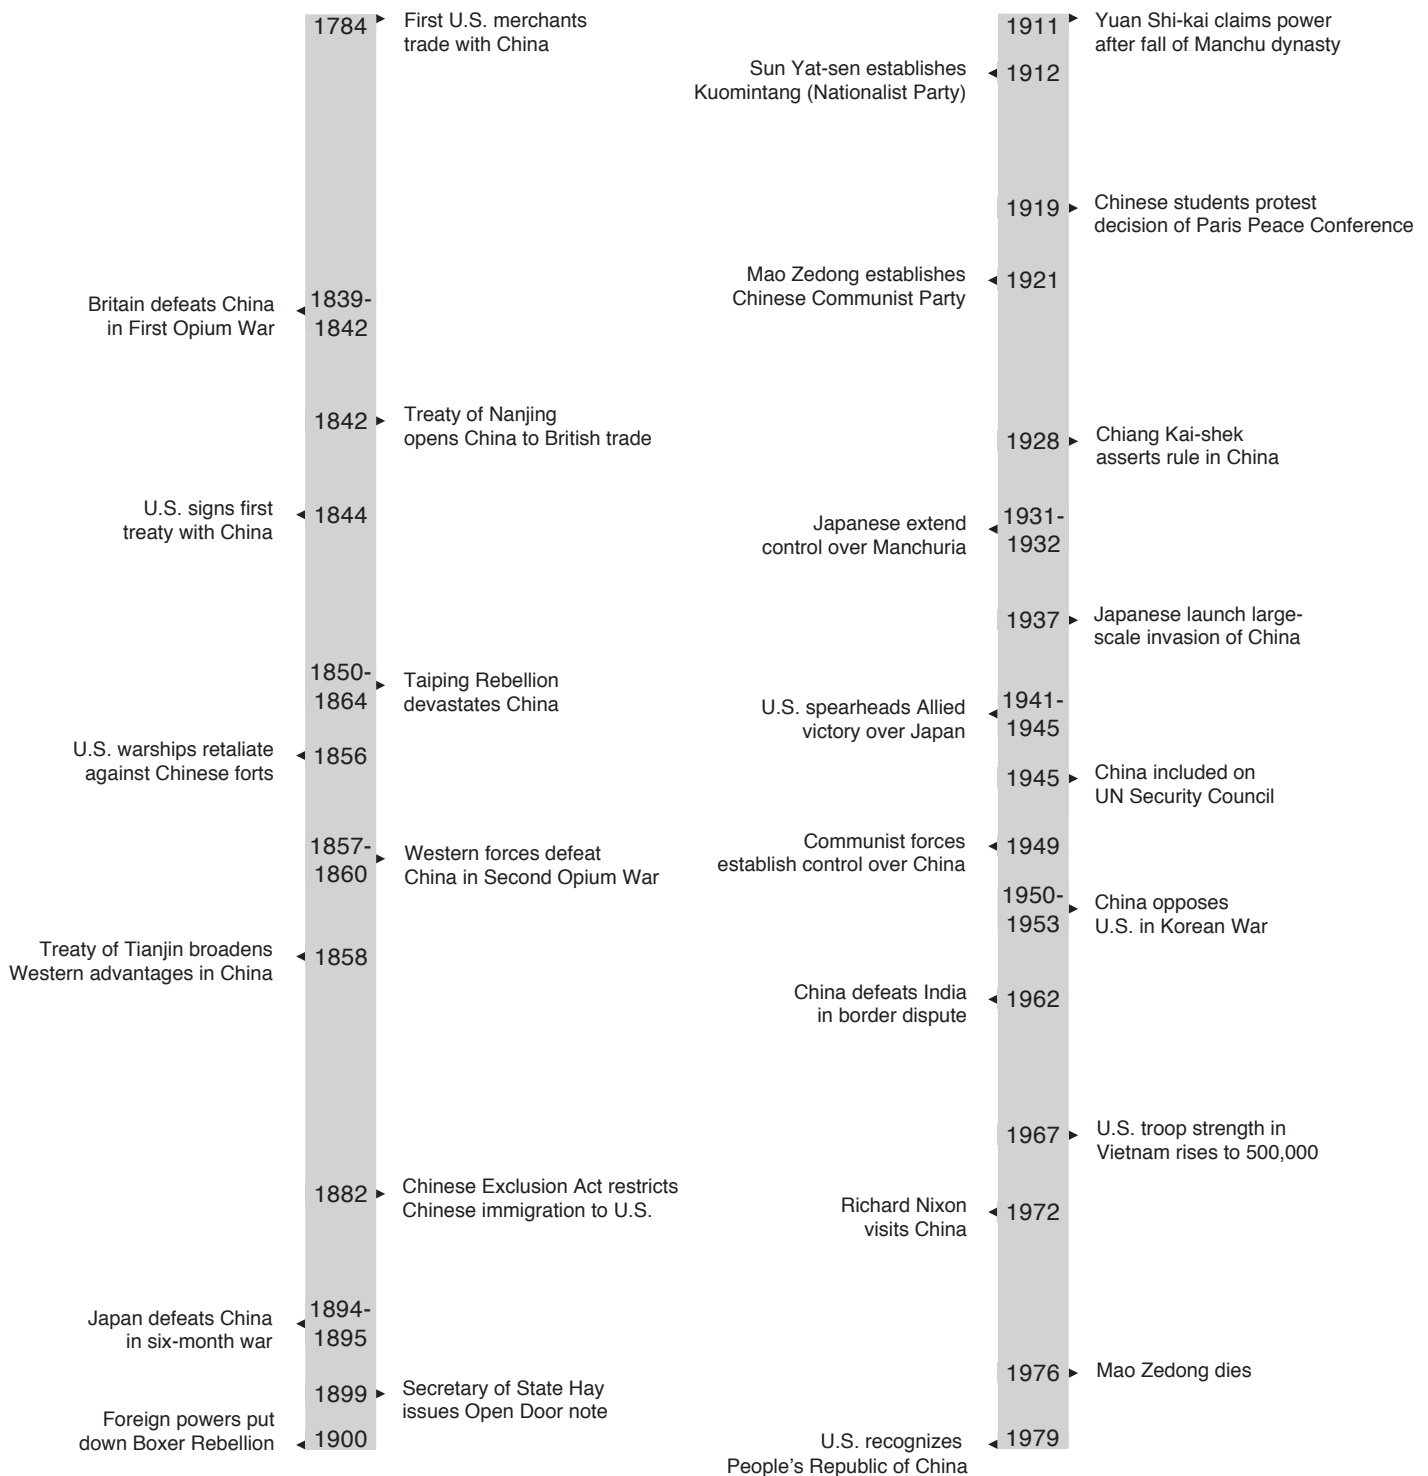 1784
First U.S. merchants
trade with China
Britain defeats China
in First Opium War
1839-
1842
1842
Treaty of Nanjing
opens China to British trade
U.S. signs first
treaty with China
1844
1850-
1864
Taiping Rebellion
devastates China
U.S. warships retaliate
against Chinese forts
1856
1857-
1860
Western forces defeat
China in Second Opium War
Treaty of Tianjin broadens
Western advantages in China
1858
1882
Chinese Exclusion Act restricts
Chinese immigration to U.S.
Japan defeats China
in six-month war
1894-
1895
1899
Secretary of State Hay
issues Open Door note
Foreign powers put
down Boxer Rebellion
1900
1911
Yuan Shi-kai claims power
after fall of Manchu dynasty
Sun Yat-sen establishes
Kuomintang (Nationalist Party)
1912
1919
Chinese students protest
decision of Paris Peace Conference
Mao Zedong establishes
Chinese Communist Party
1921
1928
Chiang Kai-shek
asserts rule in China
Japanese extend
control over Manchuria
1931-
1932
1937
Japanese launch large-
scale invasion of China
U.S. spearheads Allied
victory over Japan
1941-
1945
1945
China included on
UN Security Council
Communist forces
establish control over China
1949
1950-
1953
China opposes
U.S. in Korean War
China defeats India
in border dispute
1962
1967
U.S. troop strength in
Vietnam rises to 500,000
Richard Nixon
visits China
1972
1976
Mao Zedong dies
U.S. recognizes
People's Republic of China
1979